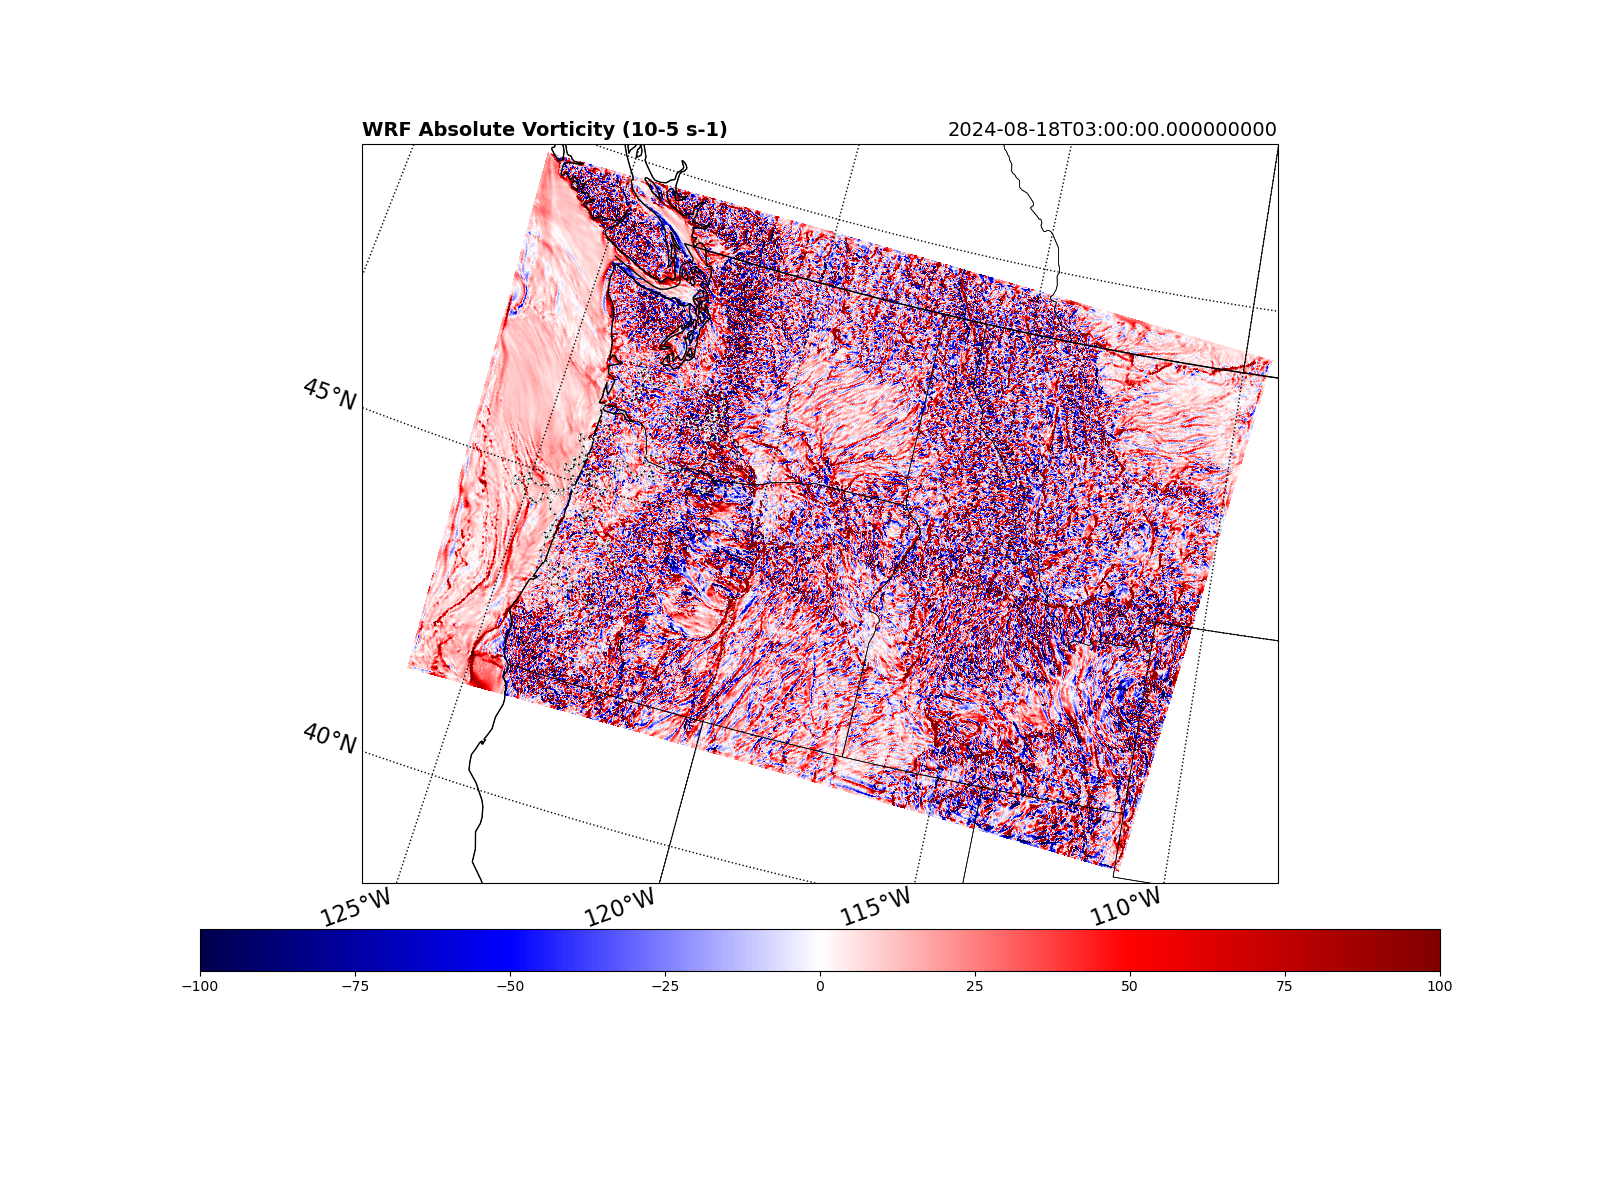 WRF Absolute Vorticity (10-5 s-1) 2024-08-18T03:00:00.000000000
45°N
40°N
125°W 120°W 115°W 110°W
−100 −75 −50 −25 0 25 50 75 100